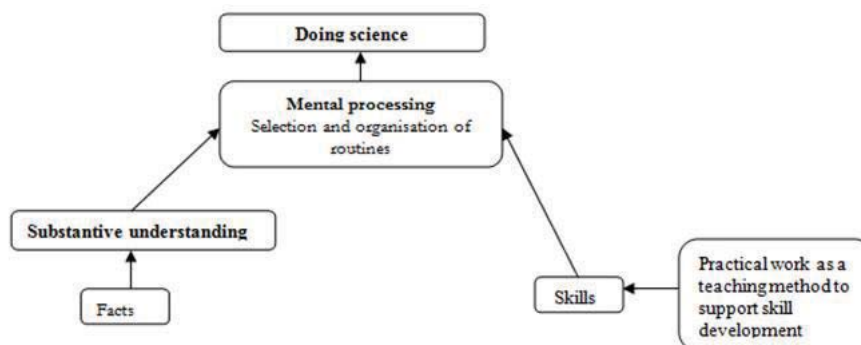 Doing science
Mental processing
Selection and organisation of
routines
Substantive understanding
Facts
Skills
Practical work as a
teaching method to
support skill
development